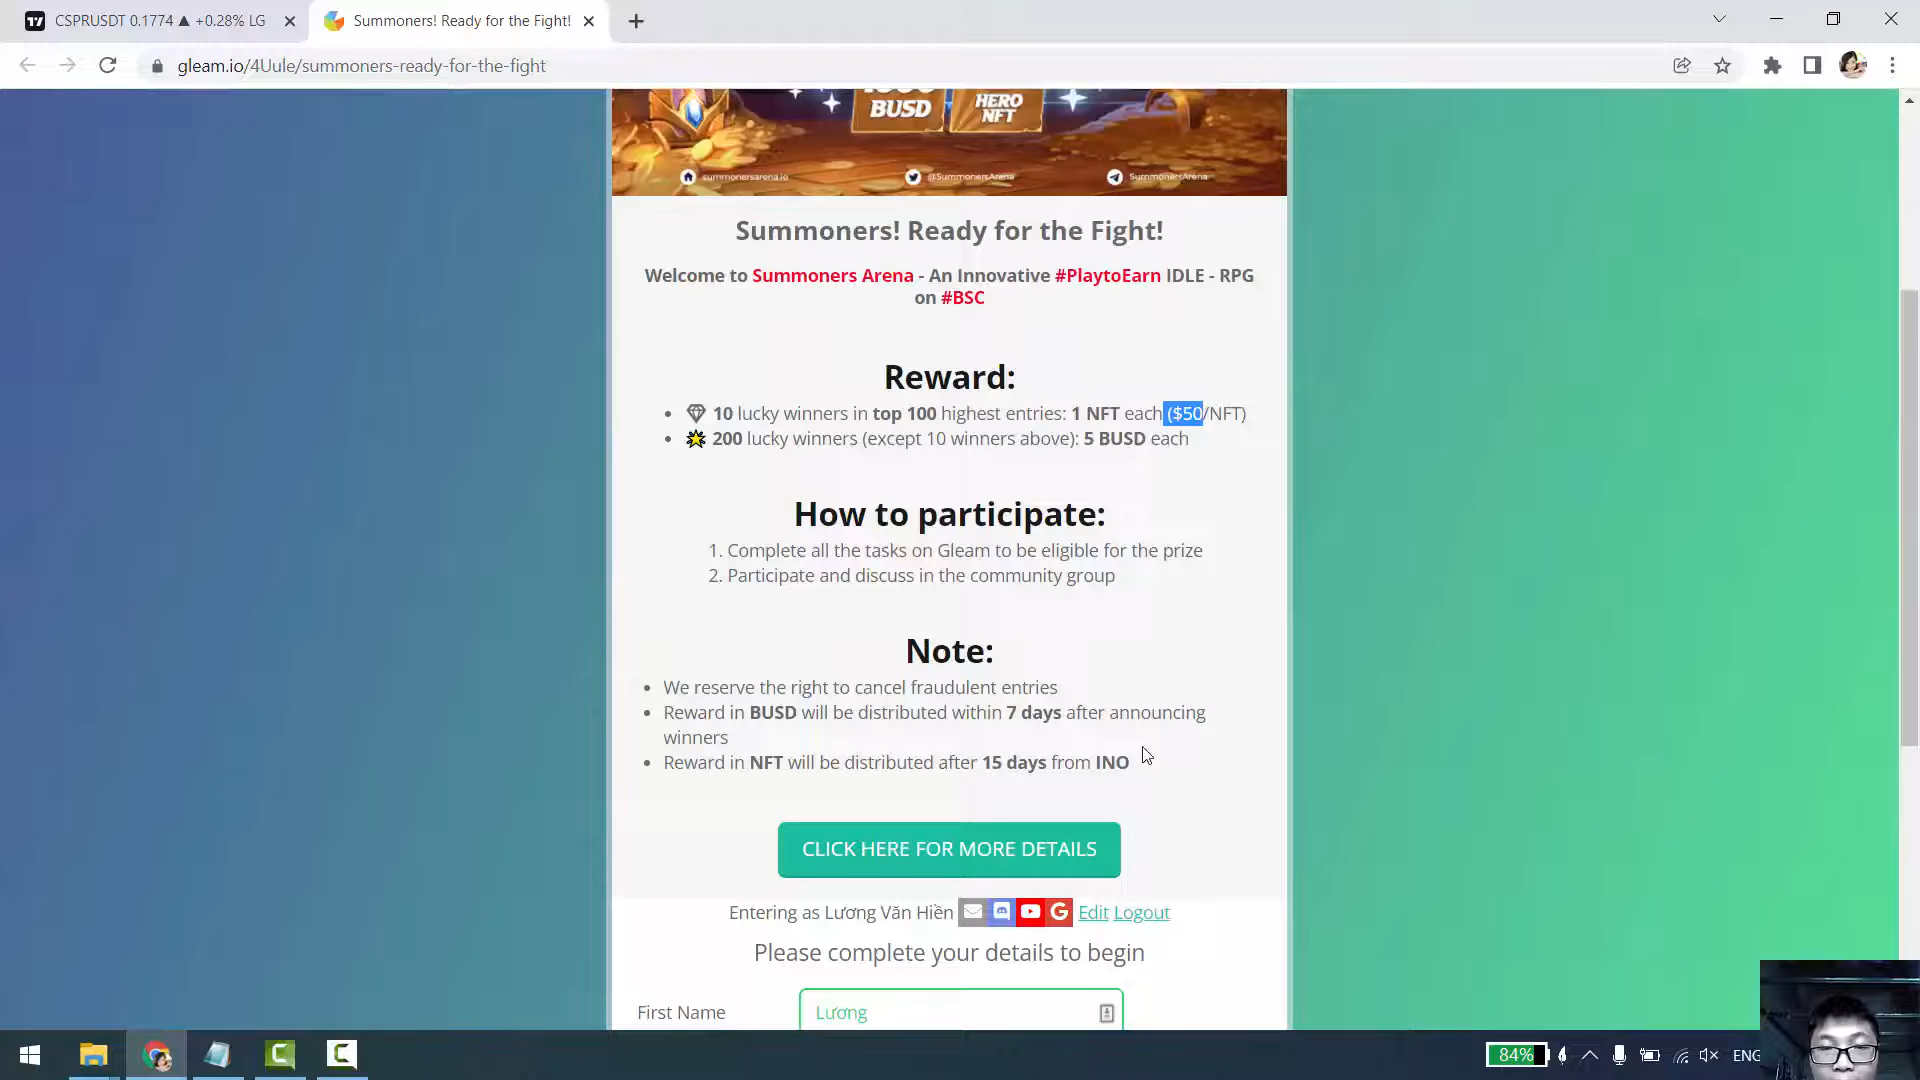 CSPRUSDT 0.1774 ▲ +0.28% LG
Summoners! Ready for the Fight!
gleam.io/4Uule/summoners-ready-for-the-fight
BUSD
HERO
NFT
summonersarena.io
@SummonersArena
SummonersArena
Summoners! Ready for the Fight!
Welcome to Summoners Arena - An Innovative #PlaytoEarn IDLE - RPG
on #BSC
Reward:
10 lucky winners in top 100 highest entries: 1 NFT each ($50/NFT)
200 lucky winners (except 10 winners above): 5 BUSD each
How to participate:
1. Complete all the tasks on Gleam to be eligible for the prize
2. Participate and discuss in the community group
Note:
We reserve the right to cancel fraudulent entries
Reward in BUSD will be distributed within 7 days after announcing
winners
Reward in NFT will be distributed after 15 days from INO
CLICK HERE FOR MORE DETAILS
Entering as Lương Văn Hiền Edit Logout
Please complete your details to begin
First Name
Lương
84%
ENG